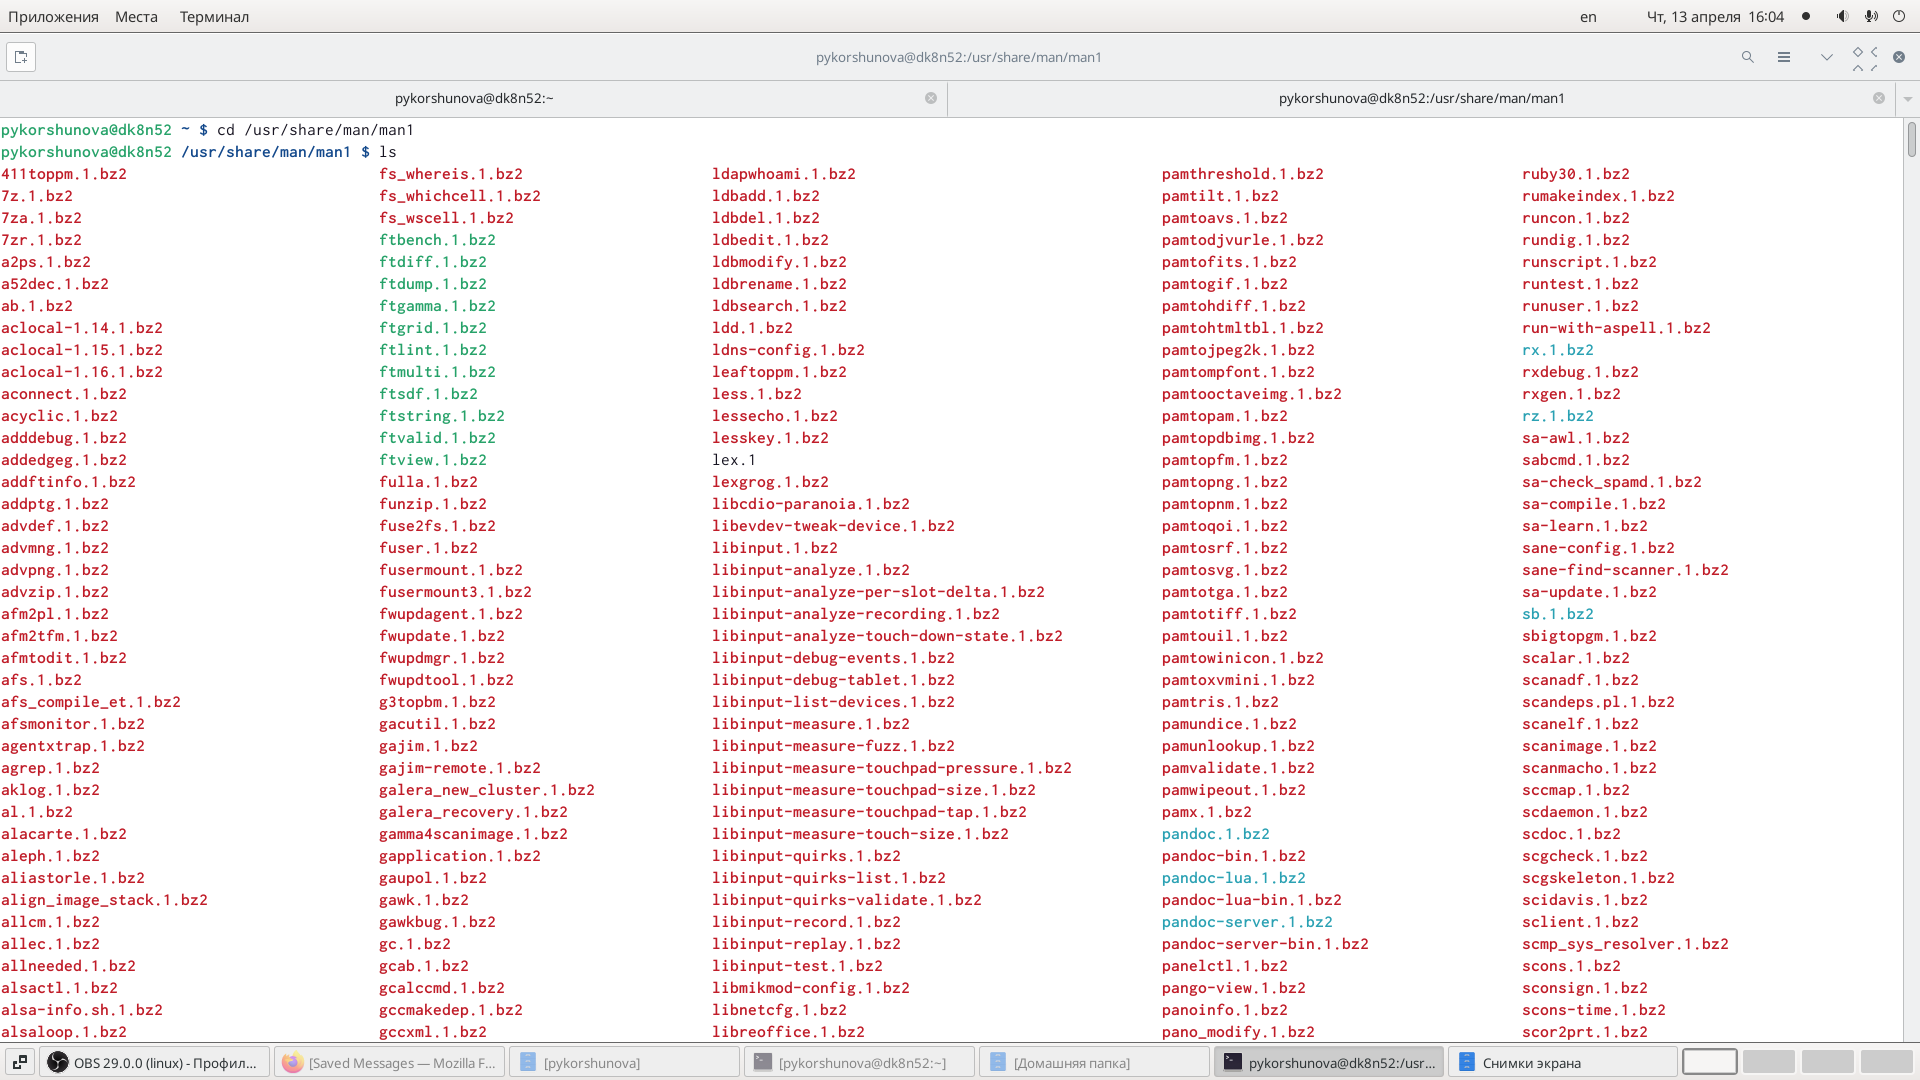 Приложения Места Терминал en Чт, 13 апреля 16:04
pykorshunova@dk8n52:/usr/share/man/man1
pykorshunova@dk8n52:~ pykorshunova@dk8n52:/usr/share/man/man1
pykorshunova@dk8n52 ~ $ cd /usr/share/man/man1
pykorshunova@dk8n52 /usr/share/man/man1 $ ls
411toppm.1.bz2 fs_whereis.1.bz2 ldapwhoami.1.bz2 pamthreshold.1.bz2 ruby30.1.bz2
7z.1.bz2 fs_whichcell.1.bz2 ldbadd.1.bz2 pamtilt.1.bz2 rumakeindex.1.bz2
7za.1.bz2 fs_wscell.1.bz2 ldbdel.1.bz2 pamtoavs.1.bz2 runcon.1.bz2
7zr.1.bz2 ftbench.1.bz2 ldbedit.1.bz2 pamtodjvurle.1.bz2 rundig.1.bz2
a2ps.1.bz2 ftdiff.1.bz2 ldbmodify.1.bz2 pamtofits.1.bz2 runscript.1.bz2
a52dec.1.bz2 ftdump.1.bz2 ldbrename.1.bz2 pamtogif.1.bz2 runtest.1.bz2
ab.1.bz2 ftgamma.1.bz2 ldbsearch.1.bz2 pamtohdiff.1.bz2 runuser.1.bz2
aclocal-1.14.1.bz2 ftgrid.1.bz2 ldd.1.bz2 pamtohtmltbl.1.bz2 run-with-aspell.1.bz2
aclocal-1.15.1.bz2 ftlint.1.bz2 ldns-config.1.bz2 pamtojpeg2k.1.bz2 rx.1.bz2
aclocal-1.16.1.bz2 ftmulti.1.bz2 leaftoppm.1.bz2 pamtompfont.1.bz2 rxdebug.1.bz2
aconnect.1.bz2 ftsdf.1.bz2 less.1.bz2 pamtooctaveimg.1.bz2 rxgen.1.bz2
acyclic.1.bz2 ftstring.1.bz2 lessecho.1.bz2 pamtopam.1.bz2 rz.1.bz2
adddebug.1.bz2 ftvalid.1.bz2 lesskey.1.bz2 pamtopdbimg.1.bz2 sa-awl.1.bz2
addedgeg.1.bz2 ftview.1.bz2 lex.1 pamtopfm.1.bz2 sabcmd.1.bz2
addftinfo.1.bz2 fulla.1.bz2 lexgrog.1.bz2 pamtopng.1.bz2 sa-check_spamd.1.bz2
addptg.1.bz2 funzip.1.bz2 libcdio-paranoia.1.bz2 pamtopnm.1.bz2 sa-compile.1.bz2
advdef.1.bz2 fuse2fs.1.bz2 libevdev-tweak-device.1.bz2 pamtoqoi.1.bz2 sa-learn.1.bz2
advmng.1.bz2 fuser.1.bz2 libinput.1.bz2 pamtosrf.1.bz2 sane-config.1.bz2
advpng.1.bz2 fusermount.1.bz2 libinput-analyze.1.bz2 pamtosvg.1.bz2 sane-find-scanner.1.bz2
advzip.1.bz2 fusermount3.1.bz2 libinput-analyze-per-slot-delta.1.bz2 pamtotga.1.bz2 sa-update.1.bz2
afm2pl.1.bz2 fwupdagent.1.bz2 libinput-analyze-recording.1.bz2 pamtotiff.1.bz2 sb.1.bz2
afm2tfm.1.bz2 fwupdate.1.bz2 libinput-analyze-touch-down-state.1.bz2 pamtouil.1.bz2 sbigtopgm.1.bz2
afmtodit.1.bz2 fwupdmgr.1.bz2 libinput-debug-events.1.bz2 pamtowinicon.1.bz2 scalar.1.bz2
afs.1.bz2 fwupdtool.1.bz2 libinput-debug-tablet.1.bz2 pamtoxvmini.1.bz2 scanadf.1.bz2
afs_compile_et.1.bz2 g3topbm.1.bz2 libinput-list-devices.1.bz2 pamtris.1.bz2 scandeps.pl.1.bz2
afsmonitor.1.bz2 gacutil.1.bz2 libinput-measure.1.bz2 pamundice.1.bz2 scanelf.1.bz2
agentxtrap.1.bz2 gajim.1.bz2 libinput-measure-fuzz.1.bz2 pamunlookup.1.bz2 scanimage.1.bz2
agrep.1.bz2 gajim-remote.1.bz2 libinput-measure-touchpad-pressure.1.bz2 pamvalidate.1.bz2 scanmacho.1.bz2
aklog.1.bz2 galera_new_cluster.1.bz2 libinput-measure-touchpad-size.1.bz2 pamwipeout.1.bz2 sccmap.1.bz2
al.1.bz2 galera_recovery.1.bz2 libinput-measure-touchpad-tap.1.bz2 pamx.1.bz2 scdaemon.1.bz2
alacarte.1.bz2 gamma4scanimage.1.bz2 libinput-measure-touch-size.1.bz2 pandoc.1.bz2 scdoc.1.bz2
aleph.1.bz2 gapplication.1.bz2 libinput-quirks.1.bz2 pandoc-bin.1.bz2 scgcheck.1.bz2
aliastorle.1.bz2 gaupol.1.bz2 libinput-quirks-list.1.bz2 pandoc-lua.1.bz2 scgskeleton.1.bz2
align_image_stack.1.bz2 gawk.1.bz2 libinput-quirks-validate.1.bz2 pandoc-lua-bin.1.bz2 scidavis.1.bz2
allcm.1.bz2 gawkbug.1.bz2 libinput-record.1.bz2 pandoc-server.1.bz2 sclient.1.bz2
allec.1.bz2 gc.1.bz2 libinput-replay.1.bz2 pandoc-server-bin.1.bz2 scmp_sys_resolver.1.bz2
allneeded.1.bz2 gcab.1.bz2 libinput-test.1.bz2 panelctl.1.bz2 scons.1.bz2
alsactl.1.bz2 gcalccmd.1.bz2 libmikmod-config.1.bz2 pango-view.1.bz2 sconsign.1.bz2
alsa-info.sh.1.bz2 gccmakedep.1.bz2 libnetcfg.1.bz2 panoinfo.1.bz2 scons-time.1.bz2
alsaloop.1.bz2 gccxml.1.bz2 libreoffice.1.bz2 pano_modify.1.bz2 scor2prt.1.bz2
OBS 29.0.0 (linux) - Профил... [Saved Messages — Mozilla F... [pykorshunova] [pykorshunova@dk8n52:~] [Домашняя папка] pykorshunova@dk8n52:/usr... Снимки экрана